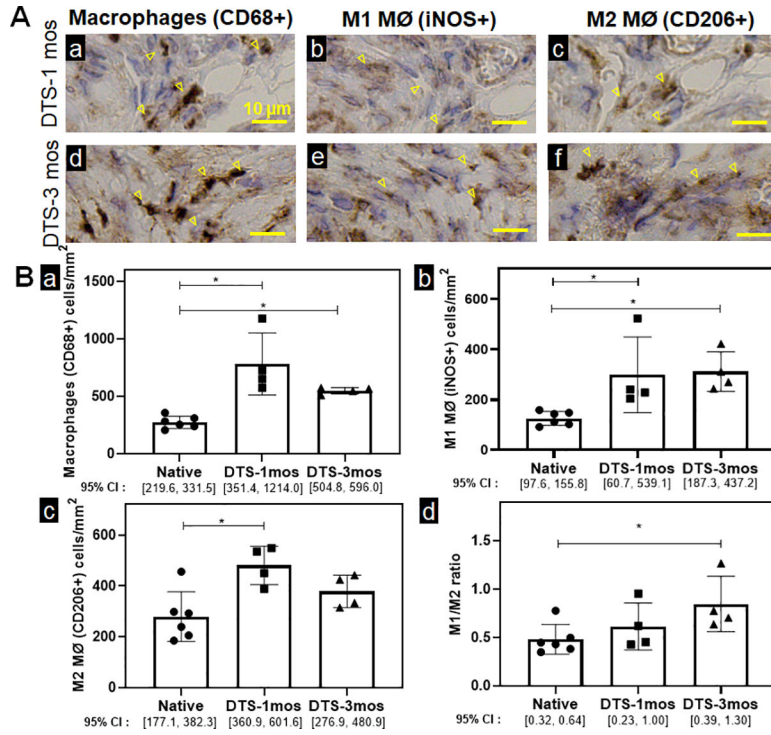 A
Macrophages (CD68+)
M1 MØ (iNOS+)
M2 MØ (CD206+)
DTS-1 mos
a
b
c
10 µm
DTS-3 mos
d
e
f
B
a
Macrophages (CD68+) cells/mm²
1500
1000
500
0
*
*
Native DTS-1mos DTS-3mos
95% CI : [219.6, 331.5] [351.4, 1214.0] [504.8, 596.0]
b
M1 MØ (iNOS+) cells/mm²
600
400
200
0
*
*
Native DTS-1mos DTS-3mos
95% CI : [97.6, 155.8] [60.7, 539.1] [187.3, 437.2]
c
M2 MØ (CD206+) cells/mm²
600
400
200
0
*
Native DTS-1mos DTS-3mos
95% CI : [177.1, 382.3] [360.9, 601.6] [276.9, 480.9]
d
M1/M2 ratio
1.5
1.0
0.5
0.0
*
Native DTS-1mos DTS-3mos
95% CI : [0.32, 0.64] [0.23, 1.00] [0.39, 1.30]